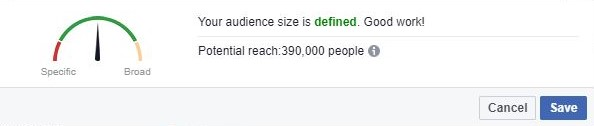 Your audience size is defined. Good work!
Potential reach:390,000 people
Specific Broad
Cancel Save